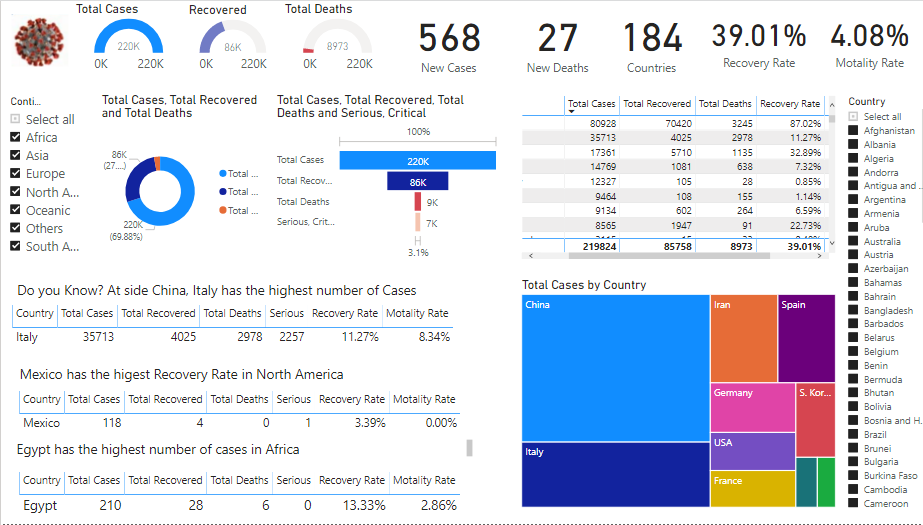 Total Cases
220K
0K 220K
Recovered
86K
0K 220K
Total Deaths
8973
0K 220K
568
New Cases
27
New Deaths
184
Countries
39.01%
Recovery Rate
4.08%
Motality Rate
Conti...
Select all
Africa
Asia
Europe
North A...
Oceanic
Others
South A...
Total Cases, Total Recovered
and Total Deaths
86K
(27....)
220K
(69.88%)
Total ...
Total ...
Total ...
Total Cases, Total Recovered, Total
Deaths and Serious, Critical
100%
Total Cases 220K
Total Recov... 86K
Total Deaths 9K
Serious, Crit... 7K
3.1%
Total Cases Total Recovered Total Deaths Recovery Rate
80928 70420 3245 87.02%
35713 4025 2978 11.27%
17361 5710 1135 32.89%
14769 1081 638 7.32%
12327 105 28 0.85%
9464 108 155 1.14%
9134 602 264 6.59%
8565 1947 91 22.73%
219824 85758 8973 39.01%
Country
Select all
Afghanistan
Albania
Algeria
Andorra
Antigua and ...
Argentina
Armenia
Aruba
Australia
Austria
Azerbaijan
Bahamas
Bahrain
Bangladesh
Barbados
Belarus
Belgium
Benin
Bermuda
Bhutan
Bolivia
Bosnia and H...
Brazil
Brunei
Bulgaria
Burkina Faso
Cambodia
Cameroon
Do you Know? At side China, Italy has the highest number of Cases
Country Total Cases Total Recovered Total Deaths Serious Recovery Rate Motality Rate
Italy 35713 4025 2978 2257 11.27% 8.34%
Mexico has the higest Recovery Rate in North America
Country Total Cases Total Recovered Total Deaths Serious Recovery Rate Motality Rate
Mexico 118 4 0 1 3.39% 0.00%
Egypt has the highest number of cases in Africa
Country Total Cases Total Recovered Total Deaths Serious Recovery Rate Motality Rate
Egypt 210 28 6 0 13.33% 2.86%
Total Cases by Country
China
Italy
Iran
Spain
Germany
S. Kor...
USA
France